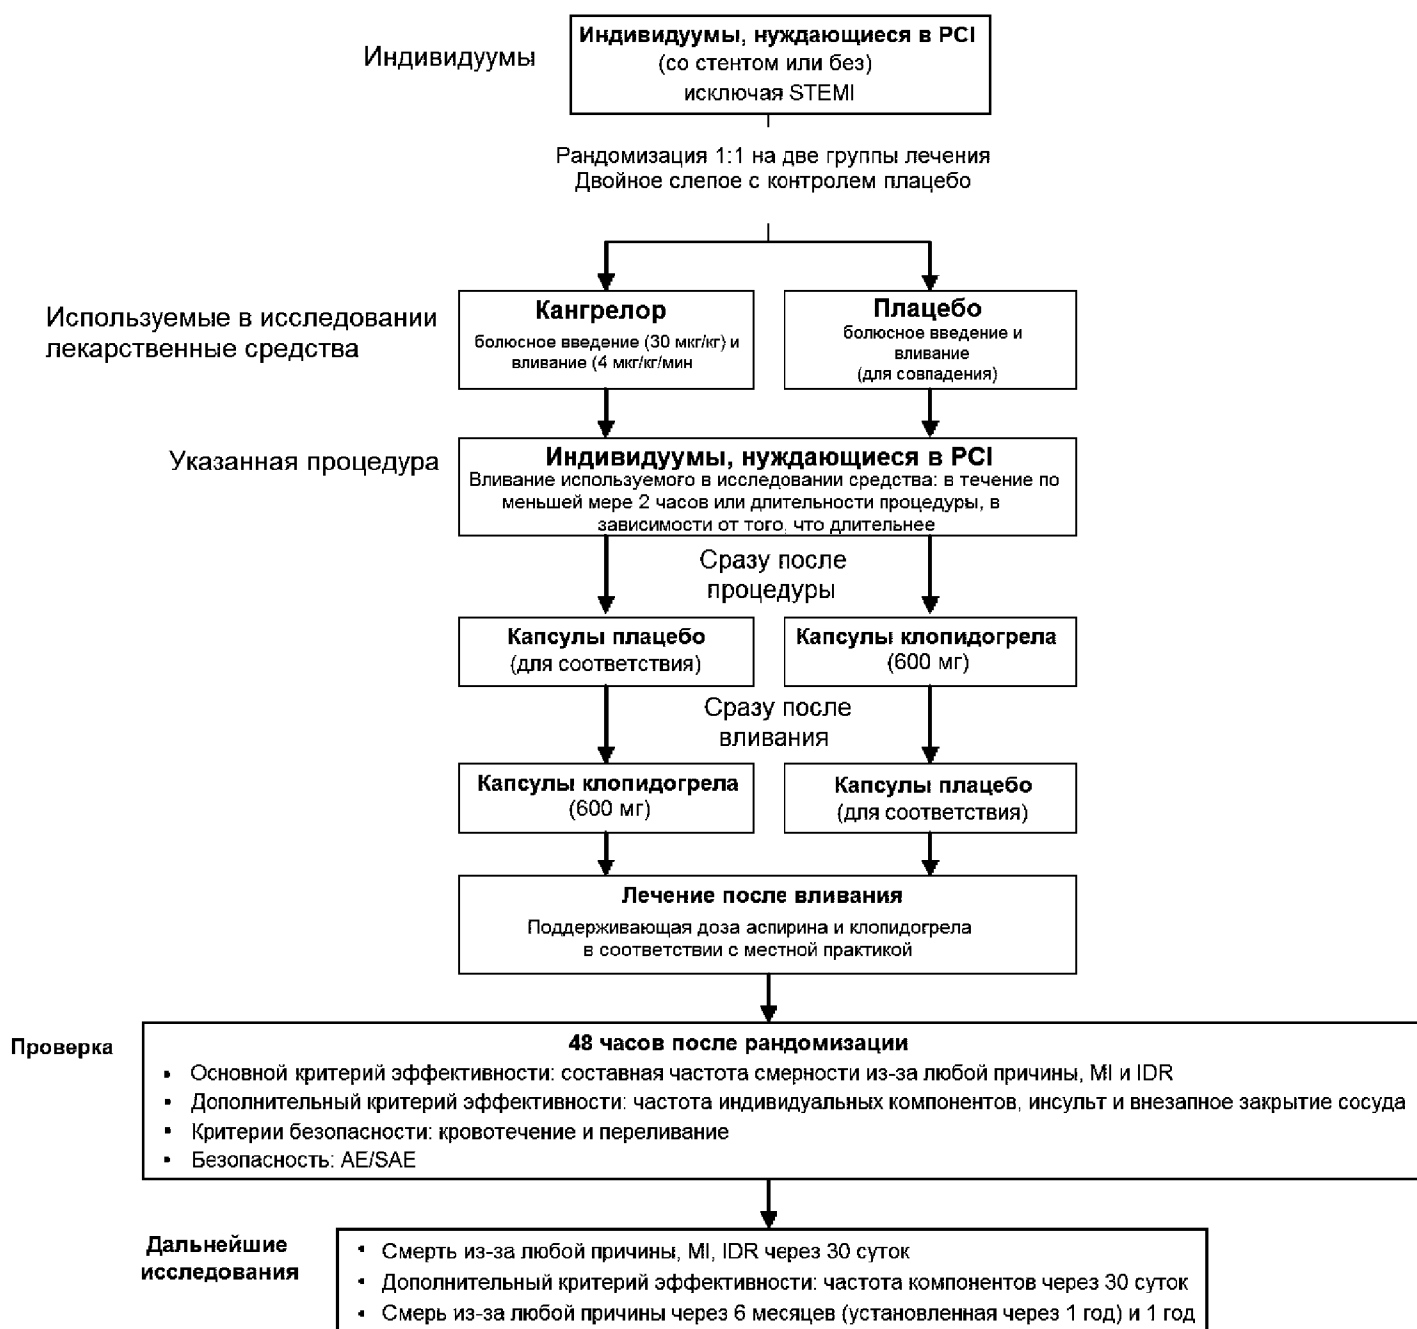 Индивидуумы
Индивидуумы, нуждающиеся в PCI
(со стентом или без)
исключая STEMI
Рандомизация 1:1 на две группы лечения
Двойное слепое с контролем плацебо
Используемые в исследовании
лекарственные средства
Кангрелор
болюсное введение (30 мкг/кг) и
вливание (4 мкг/кг/мин
Плацебо
болюсное введение и
вливание
(для совпадения)
Указанная процедура
Индивидуумы, нуждающиеся в PCI
Вливание используемого в исследовании средства: в течение по
меньшей мере 2 часов или длительности процедуры, в
зависимости от того, что длительнее
Сразу после
процедуры
Капсулы плацебо
(для соответствия)
Капсулы клопидогрела
(600 мг)
Сразу после
вливания
Капсулы клопидогрела
(600 мг)
Капсулы плацебо
(для соответствия)
Лечение после вливания
Поддерживающая доза аспирина и клопидогрела
в соответствии с местной практикой
Проверка
48 часов после рандомизации
• Основной критерий эффективности: составная частота смерности из-за любой причины, MI и IDR
• Дополнительный критерий эффективности: частота индивидуальных компонентов, инсульт и внезапное закрытие сосуда
• Критерии безопасности: кровотечение и переливание
• Безопасность: AE/SAE
Дальнейшие
исследования
• Смерть из-за любой причины, MI, IDR через 30 суток
• Дополнительный критерий эффективности: частота компонентов через 30 суток
• Смерь из-за любой причины через 6 месяцев (установленная через 1 год) и 1 год